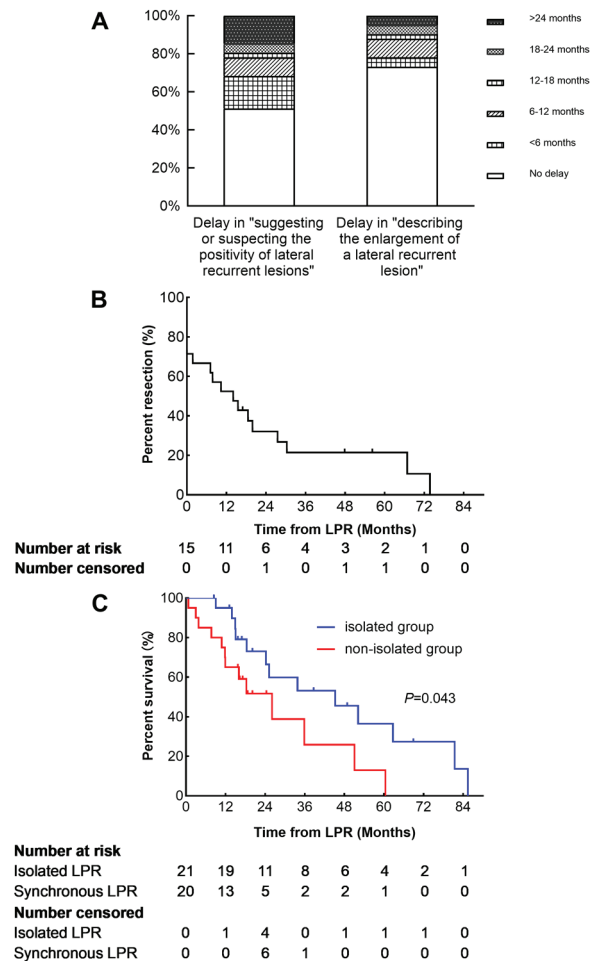 A
100%
80%
60%
40%
20%
0%
>24 months
18-24 months
12-18 months
6-12 months
<6 months
No delay
Delay in "suggesting
or suspecting the
positivity of lateral
recurrent lesions"
Delay in "describing
the enlargement of
a lateral recurrent
lesion"
B
Percent resection (%)
100
80
60
40
20
0
0 12 24 36 48 60 72 84
Time from LPR (Months)
Number at risk
15 11 6 4 3 2 1 0
Number censored
0 0 1 0 1 1 0 0
C
Percent survival (%)
100
80
60
40
20
0
isolated group
non-isolated group
P=0.043
0 12 24 36 48 60 72 84
Time from LPR (Months)
Number at risk
Isolated LPR 21 19 11 8 6 4 2 1
Synchronous LPR 20 13 5 2 2 1 0 0
Number censored
Isolated LPR 0 1 4 0 1 1 1 0
Synchronous LPR 0 0 6 1 0 0 0 0